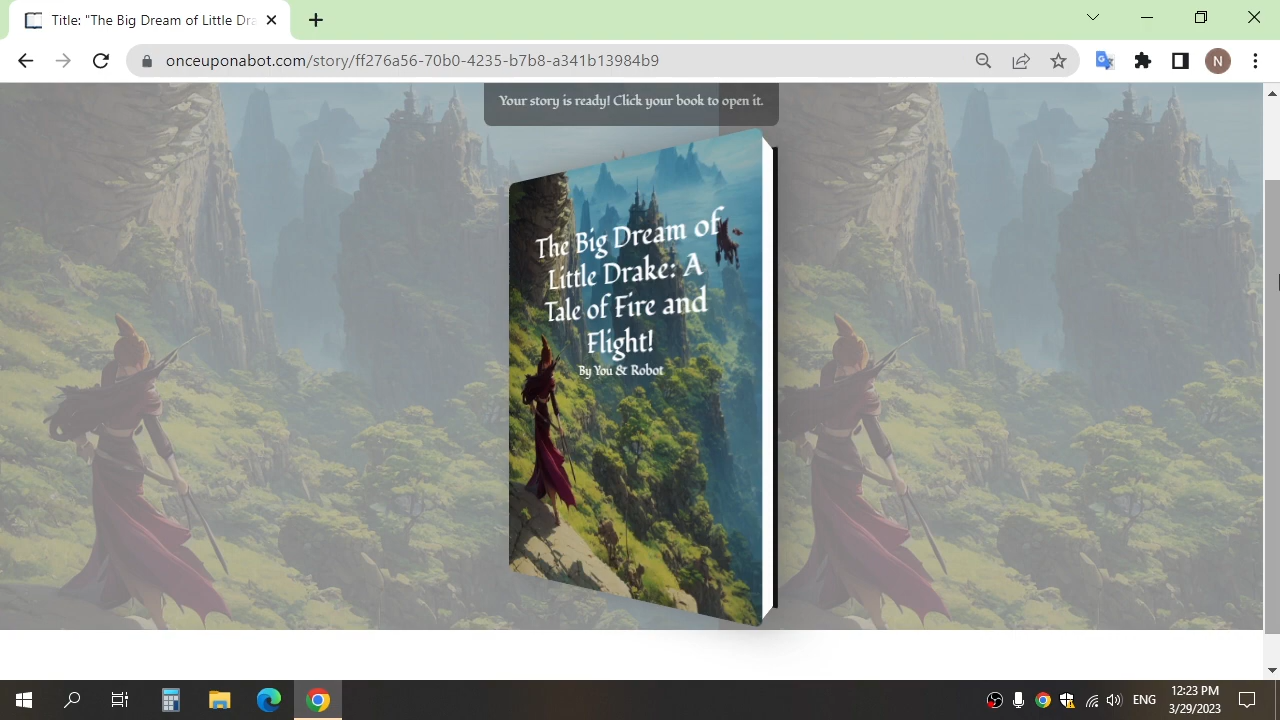 Title: "The Big Dream of Little Dra
onceuponabot.com/story/ff276a56-70b0-4235-b7b8-a341b13984b9
N
Your story is ready! Click your book to open it.
The Big Dream of
Little Drake: A
Tale of Fire and
Flight!
By You & Robot
ENG
12:23 PM
3/29/2023